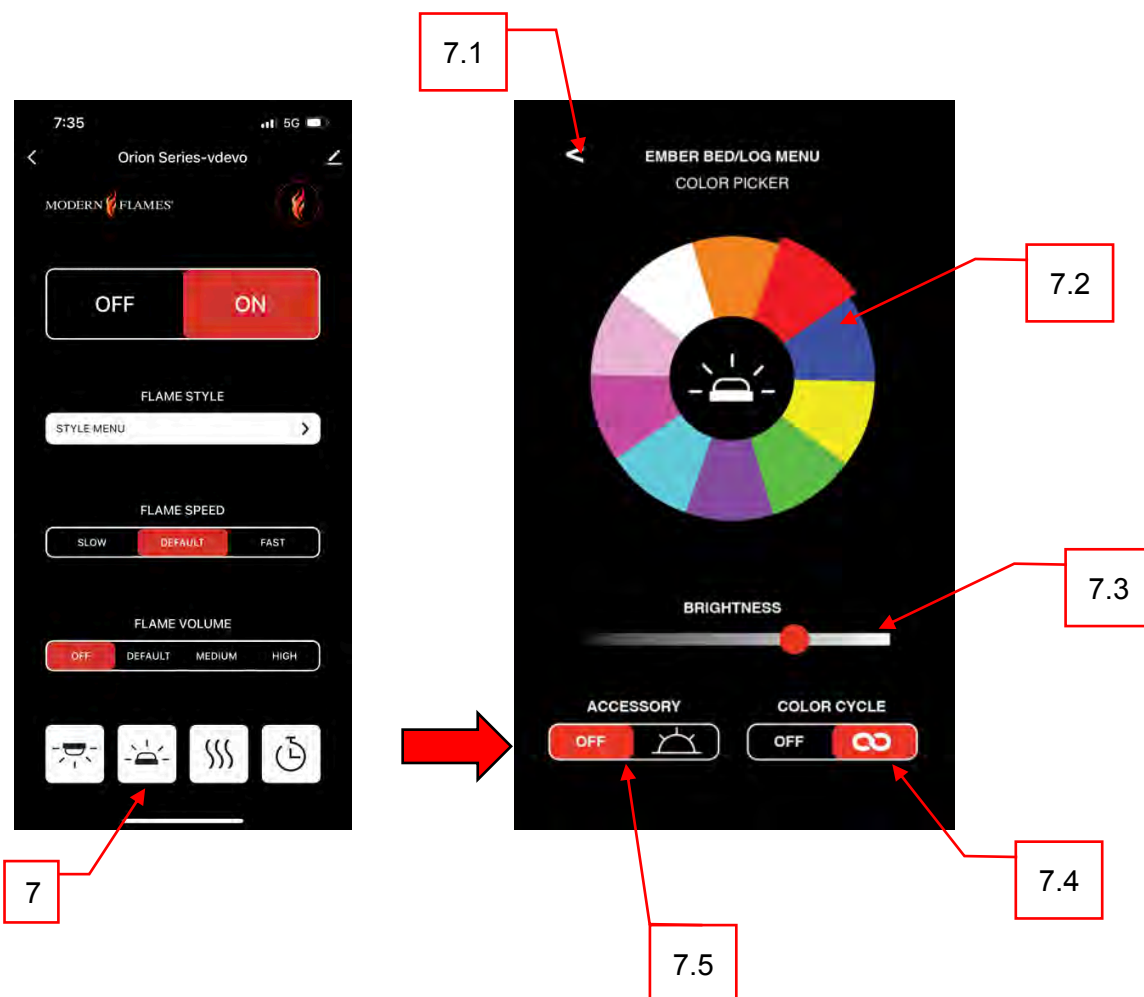 7.1
7:35
5G
Orion Series-vdevo
MODERN FLAMES
OFF
ON
FLAME STYLE
STYLE MENU
FLAME SPEED
SLOW
DEFAULT
FAST
FLAME VOLUME
OFF
DEFAULT
MEDIUM
HIGH
7
EMBER BED/LOG MENU
COLOR PICKER
7.2
BRIGHTNESS
7.3
ACCESSORY
COLOR CYCLE
OFF
OFF
7.4
7.5